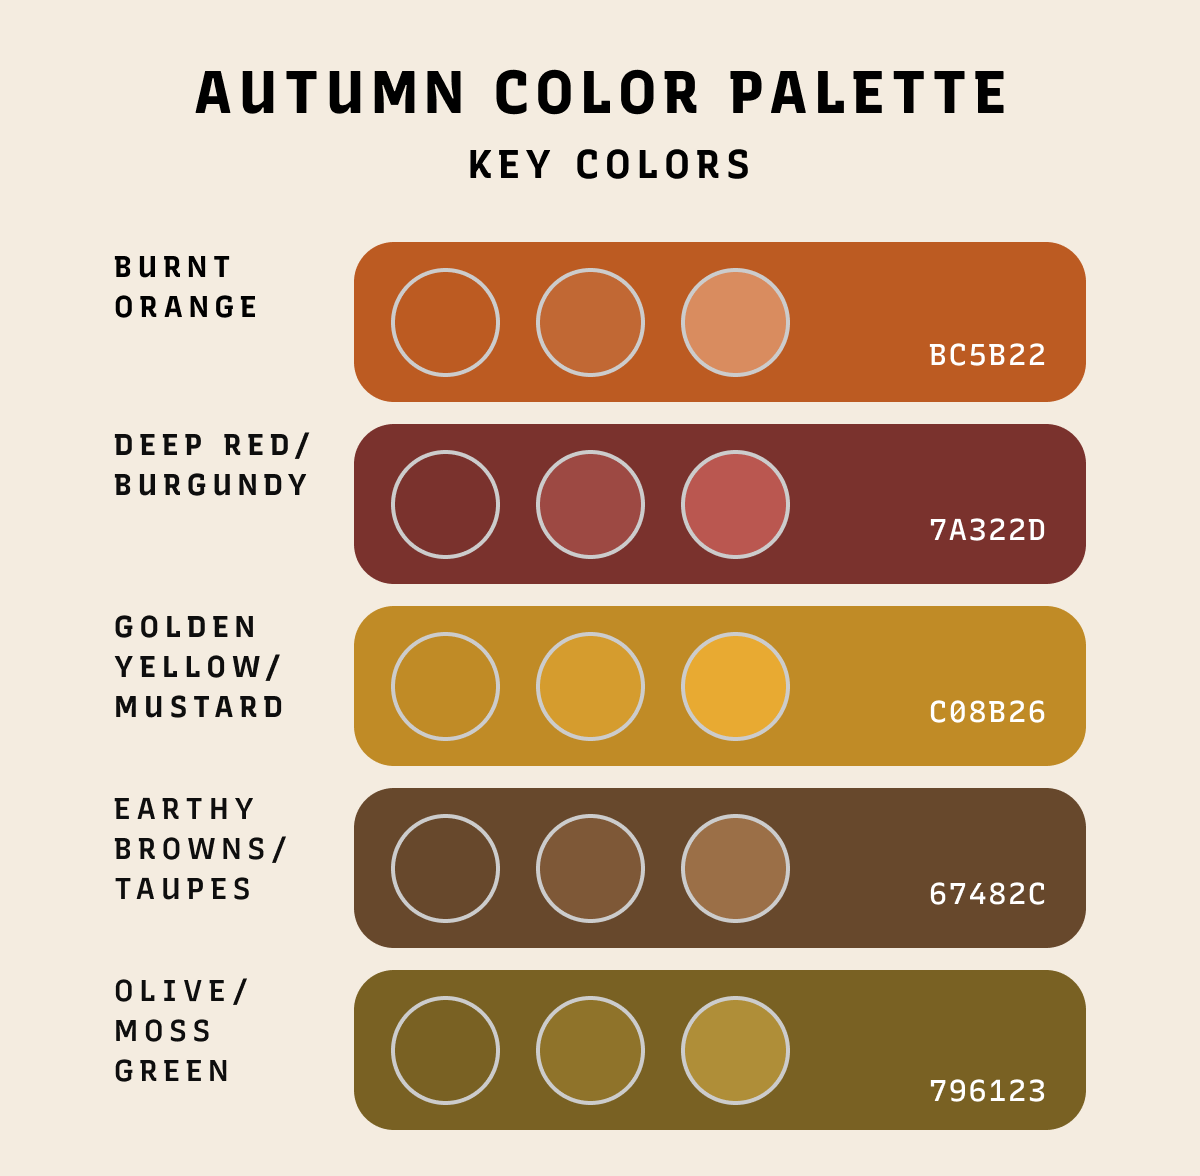 AUTUMN COLOR PALETTE
KEY COLORS
BURNT
ORANGE
BC5B22
DEEP RED/
BURGUNDY
7A322D
GOLDEN
YELLOW/
MUSTARD
C08B26
EARTHY
BROWNS/
TAUPES
67482C
OLIVE/
MOSS
GREEN
796123